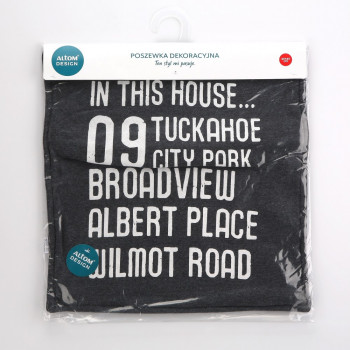 ALTOM
DESIGN
POSZEWKA DEKORACYJNA
Ten styl mi pasuje.
IN THIS HOUSE...
09 TUCKAHOE
CITY PARK
BROADVIEW
ALBERT PLACE
WILMOT ROAD
ALTOM
DESIGN